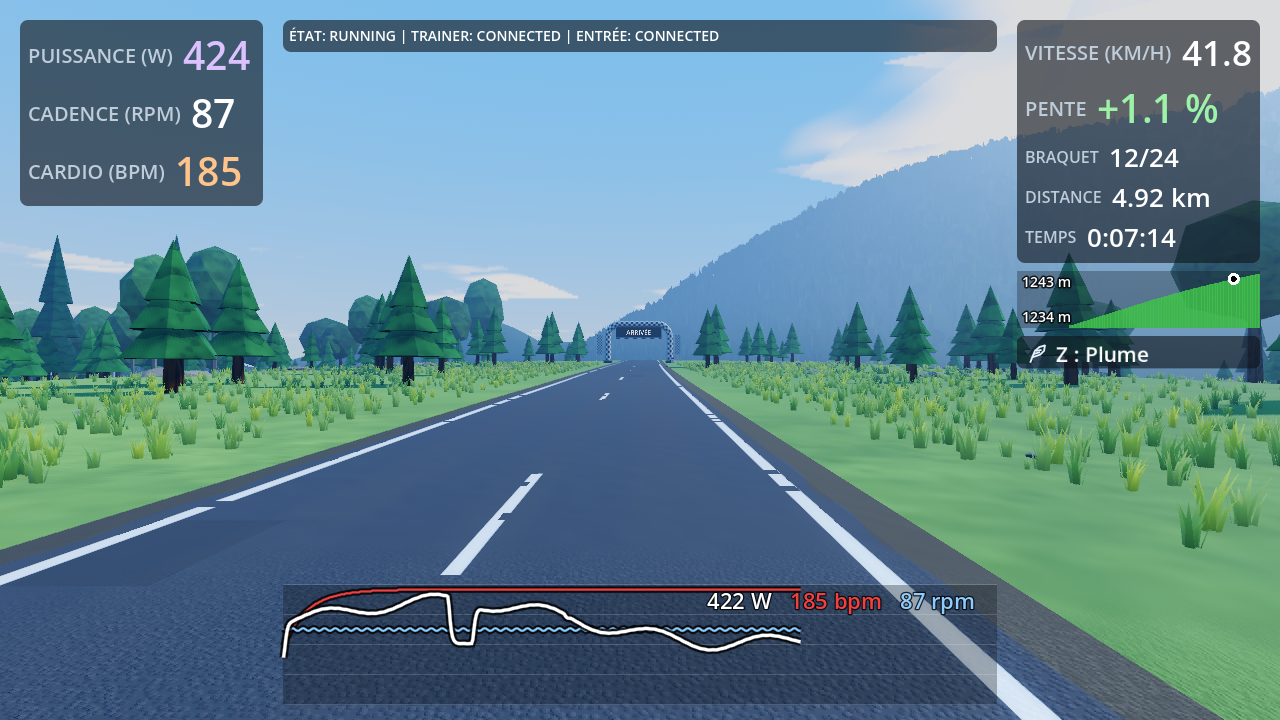 PUISSANCE (W) 424
CADENCE (RPM) 87
CARDIO (BPM) 185
ÉTAT: RUNNING | TRAINER: CONNECTED | ENTRÉE: CONNECTED
VITESSE (KM/H) 41.8
PENTE +1.1 %
BRAQUET 12/24
DISTANCE 4.92 km
TEMPS 0:07:14
1243 m
1234 m
Z : Plume
ARRIVÉE
422 W 185 bpm 87 rpm